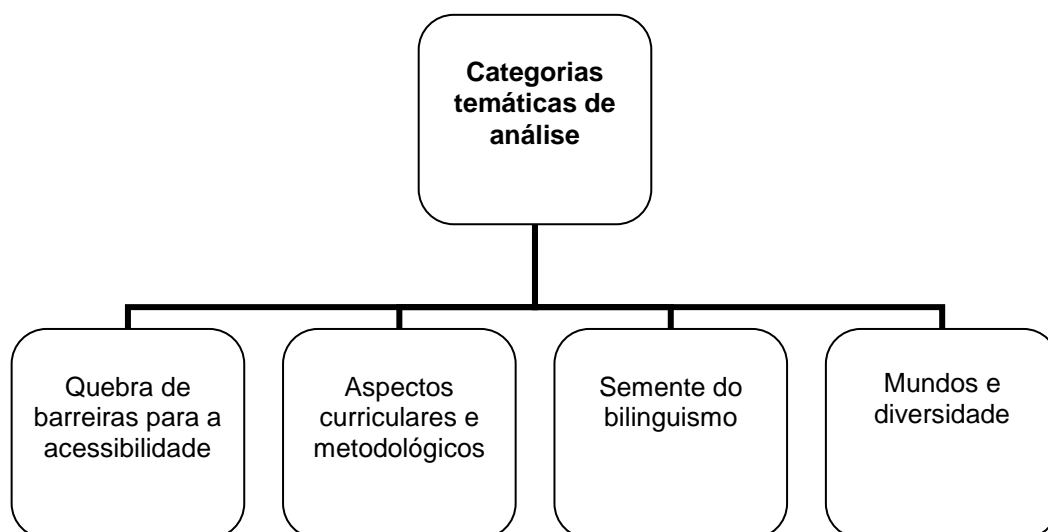 Categorias
temáticas de
análise
Quebra de
barreiras para a
acessibilidade
Aspectos
curriculares e
metodológicos
Semente do
bilinguismo
Mundos e
diversidade